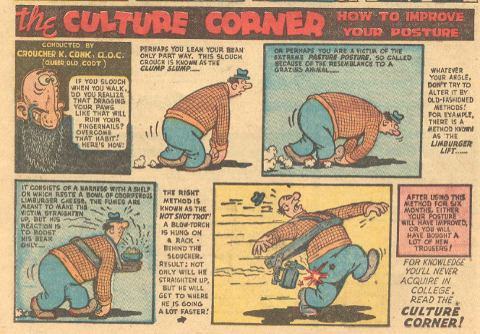 the CULTURE CORNER
HOW TO IMPROVE
YOUR POSTURE
CONDUCTED BY
CROUCHER K. CONK, Q.O.C.
(QUEER OLD COOT)
IF YOU SLOUCH
WHEN YOU WALK,
DO YOU REALIZE
THAT DRAGGING
YOUR PAWS
LIKE THAT WILL
RUIN YOUR
FINGERNAILS?
OVERCOME
THAT HABIT!
HERE'S HOW!
PERHAPS YOU LEAN YOUR BEAN
ONLY PART WAY. THIS SLOUCH
CROUCH IS KNOWN AS THE
CLUMP SLUMP....
OR PERHAPS YOU ARE A VICTIM OF THE
EXTREME PASTURE POSTURE, SO CALLED
BECAUSE OF THE RESEMBLANCE TO A
GRAZING ANIMAL....
WHATEVER
YOUR ANGLE,
DON'T TRY TO
ALTER IT BY
OLD-FASHIONED
METHODS!
FOR EXAMPLE,
THERE IS A
METHOD KNOWN
AS THE
LIMBURGER
LIFT......
IT CONSISTS OF A HARNESS WITH A SHELF
ON WHICH RESTS A BOWL OF ODORIFEROUS
LIMBURGER CHEESE. THE FUMES ARE
MEANT TO MAKE THE
VICTIM STRAIGHTEN
UP, BUT HIS
REACTION IS
TO BOOST
HIS REAR
ONLY...
THE RIGHT
METHOD IS
KNOWN AS THE
HOT SHOT TROT!
A BLOW-TORCH
IS HUNG ON
A RACK
BEHIND THE
SLOUCHER.
RESULT: NOT
ONLY WILL HE
STRAIGHTEN UP,
BUT HE WILL
GET TO WHERE
HE IS GOING
A LOT FASTER!
AFTER USING THIS
METHOD FOR SIX
MONTHS, EITHER
YOUR POSTURE
WILL HAVE IMPROVED,
OR YOU WILL
HAVE BOUGHT A
LOT OF NEW
TROUSERS!
FOR KNOWLEDGE
YOU'LL NEVER
ACQUIRE IN
COLLEGE,
READ THE
CULTURE
CORNER!